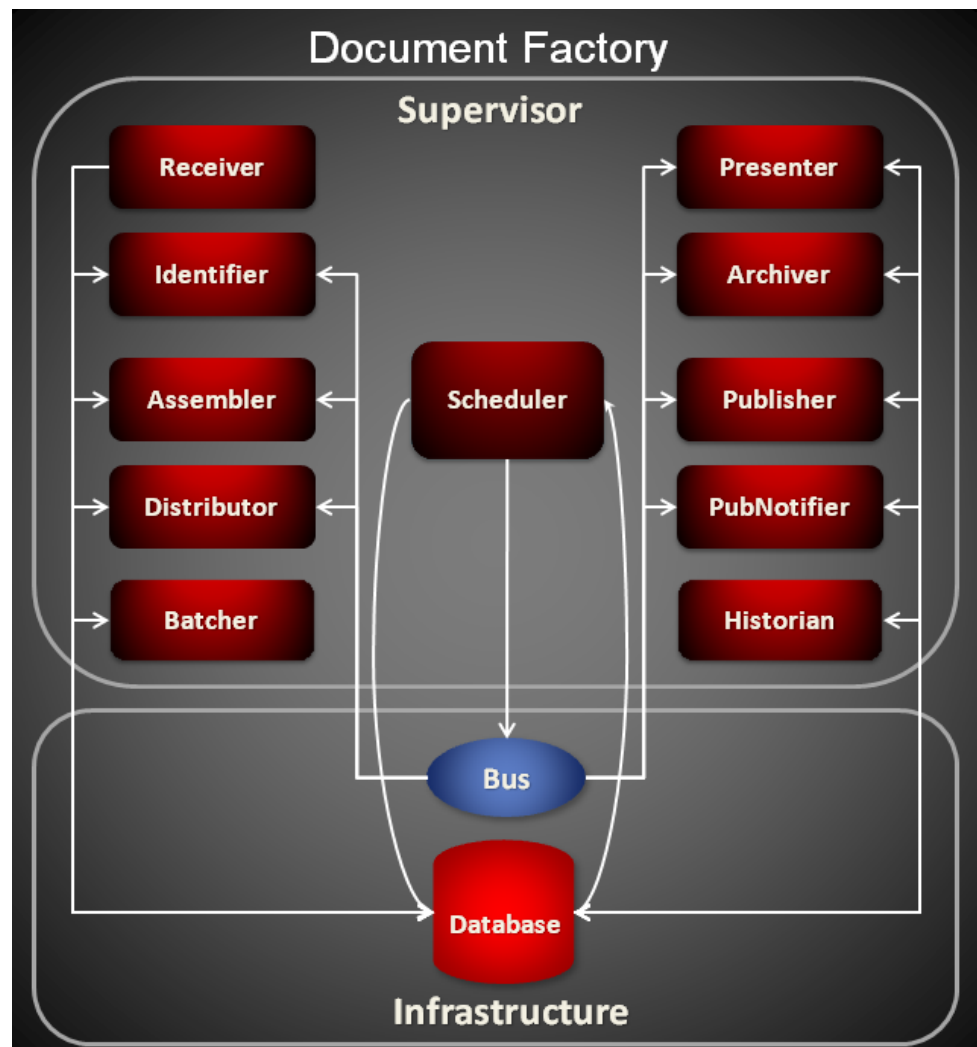 Document Factory
Supervisor
Receiver
Presenter
Identifier
Archiver
Assembler
Scheduler
Publisher
Distributor
PubNotifier
Batcher
Historian
Bus
Database
Infrastructure